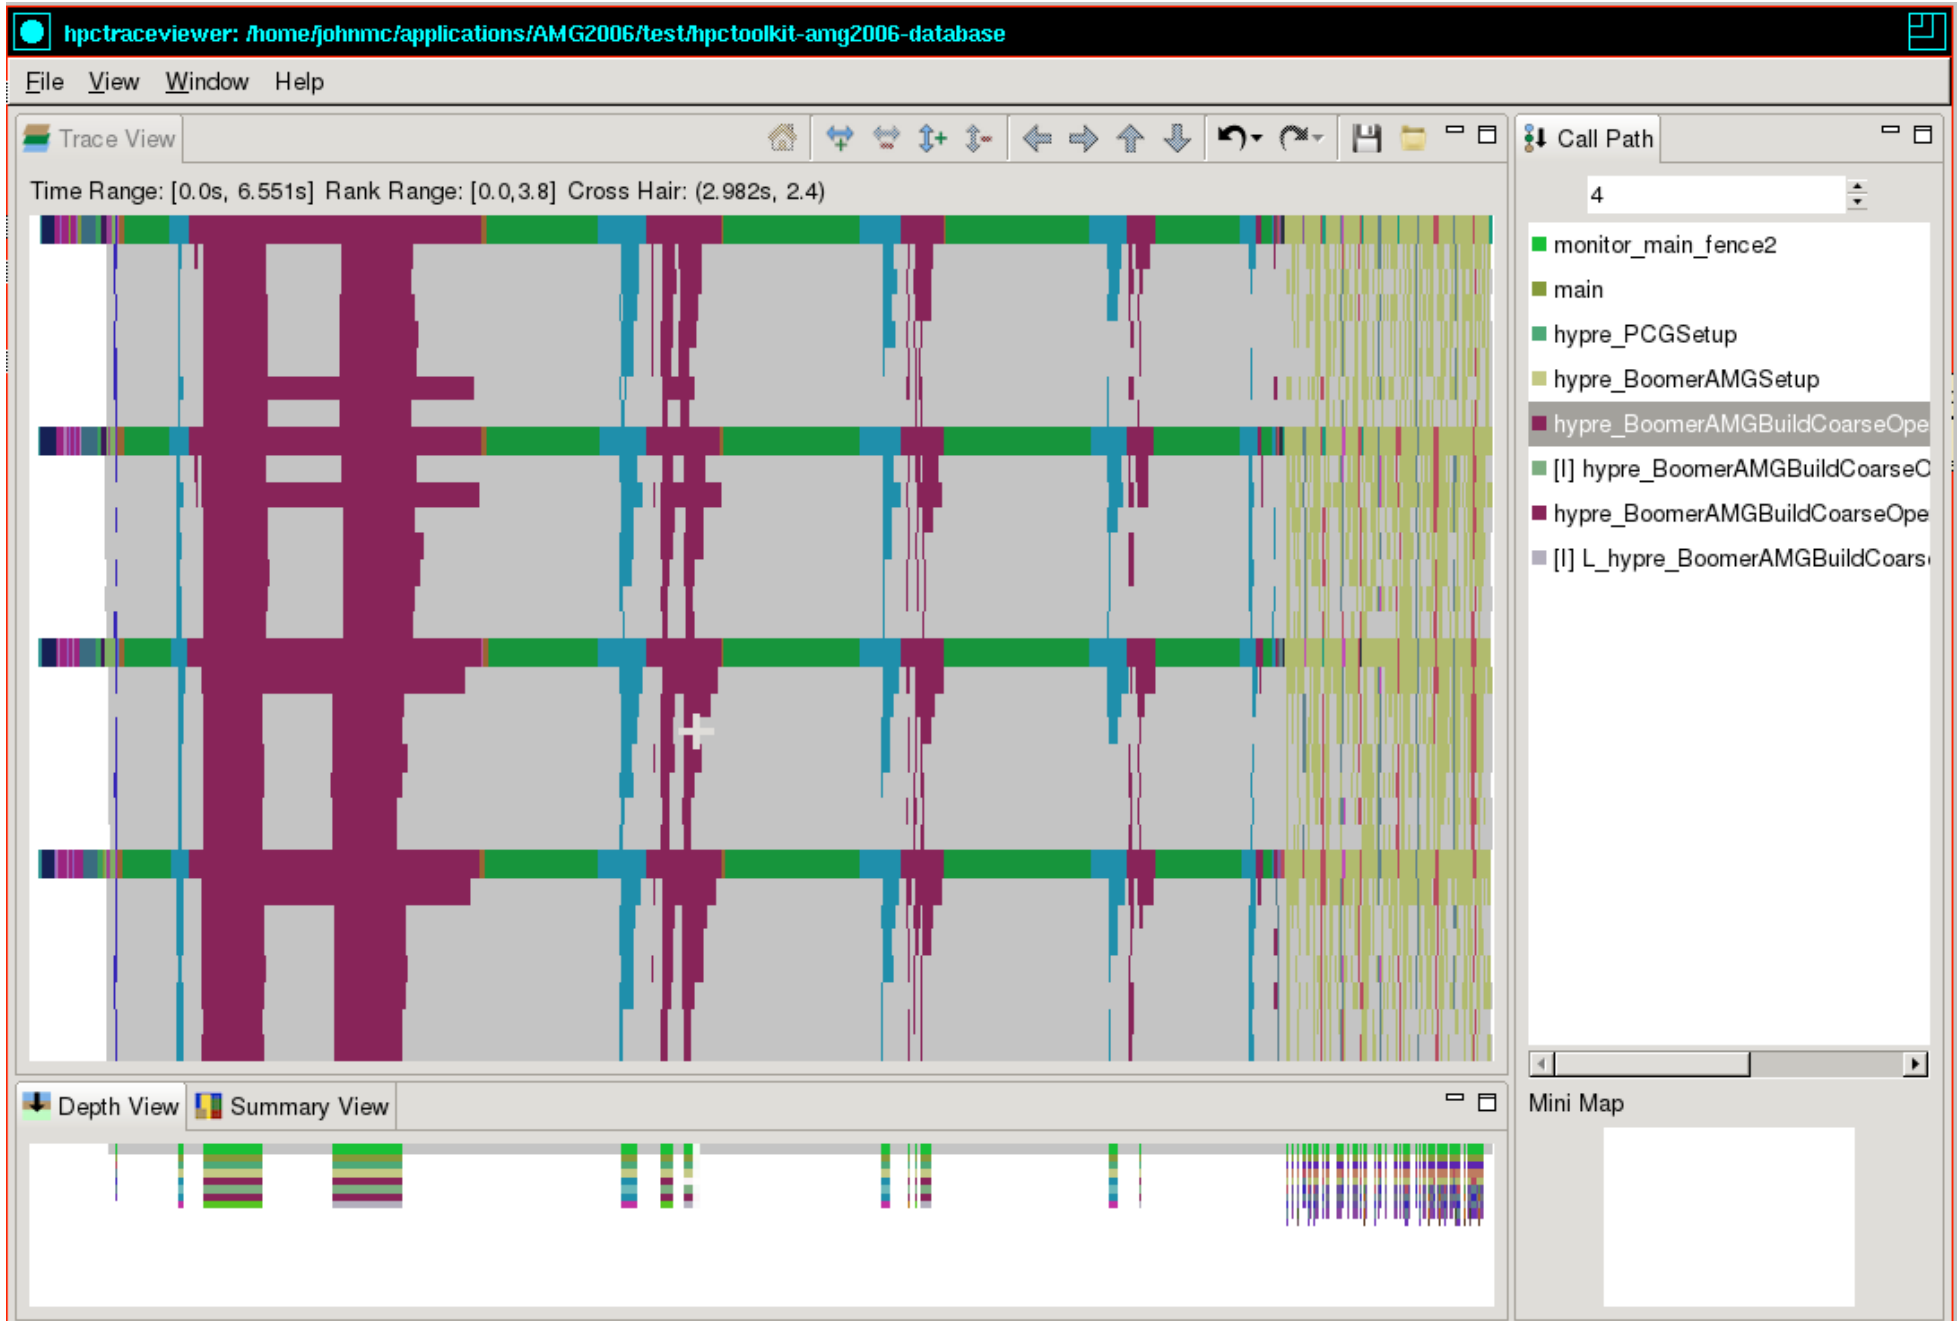 hpctraceviewer: /home/johnmc/applications/AMG2006/test/hpctoolkit-amg2006-database
File View Window Help
Trace View
Time Range: [0.0s, 6.551s] Rank Range: [0.0,3.8] Cross Hair: (2.982s, 2.4)
Call Path
4
monitor_main_fence2
main
hypre_PCGSetup
hypre_BoomerAMGSetup
hypre_BoomerAMGBuildCoarseOpe
[I] hypre_BoomerAMGBuildCoarseO
hypre_BoomerAMGBuildCoarseOpe
[I] L_hypre_BoomerAMGBuildCoars
Depth View
Summary View
Mini Map